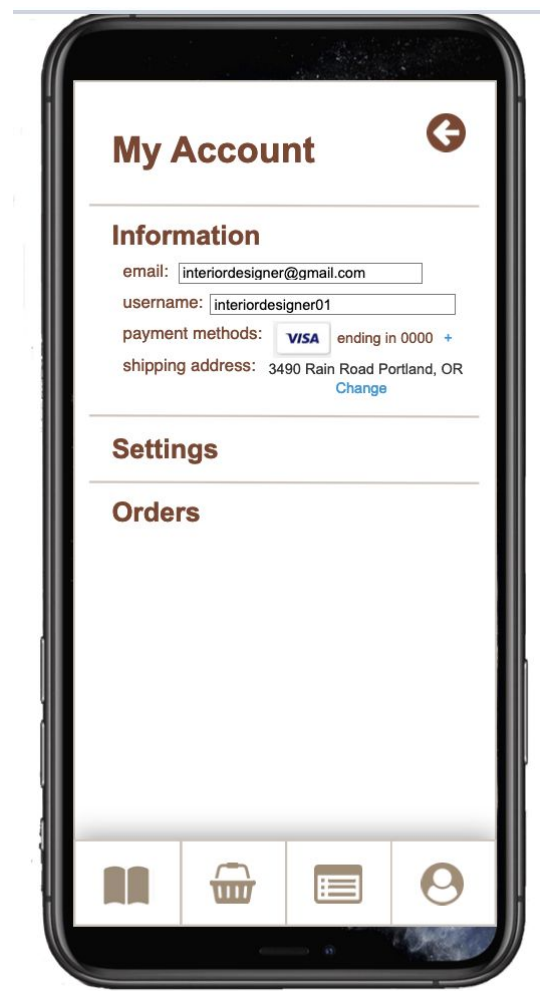 My Account
Information
email: interiordesigner@gmail.com
username: interiordesigner01
payment methods: VISA ending in 0000 +
shipping address: 3490 Rain Road Portland, OR
Change
Settings
Orders